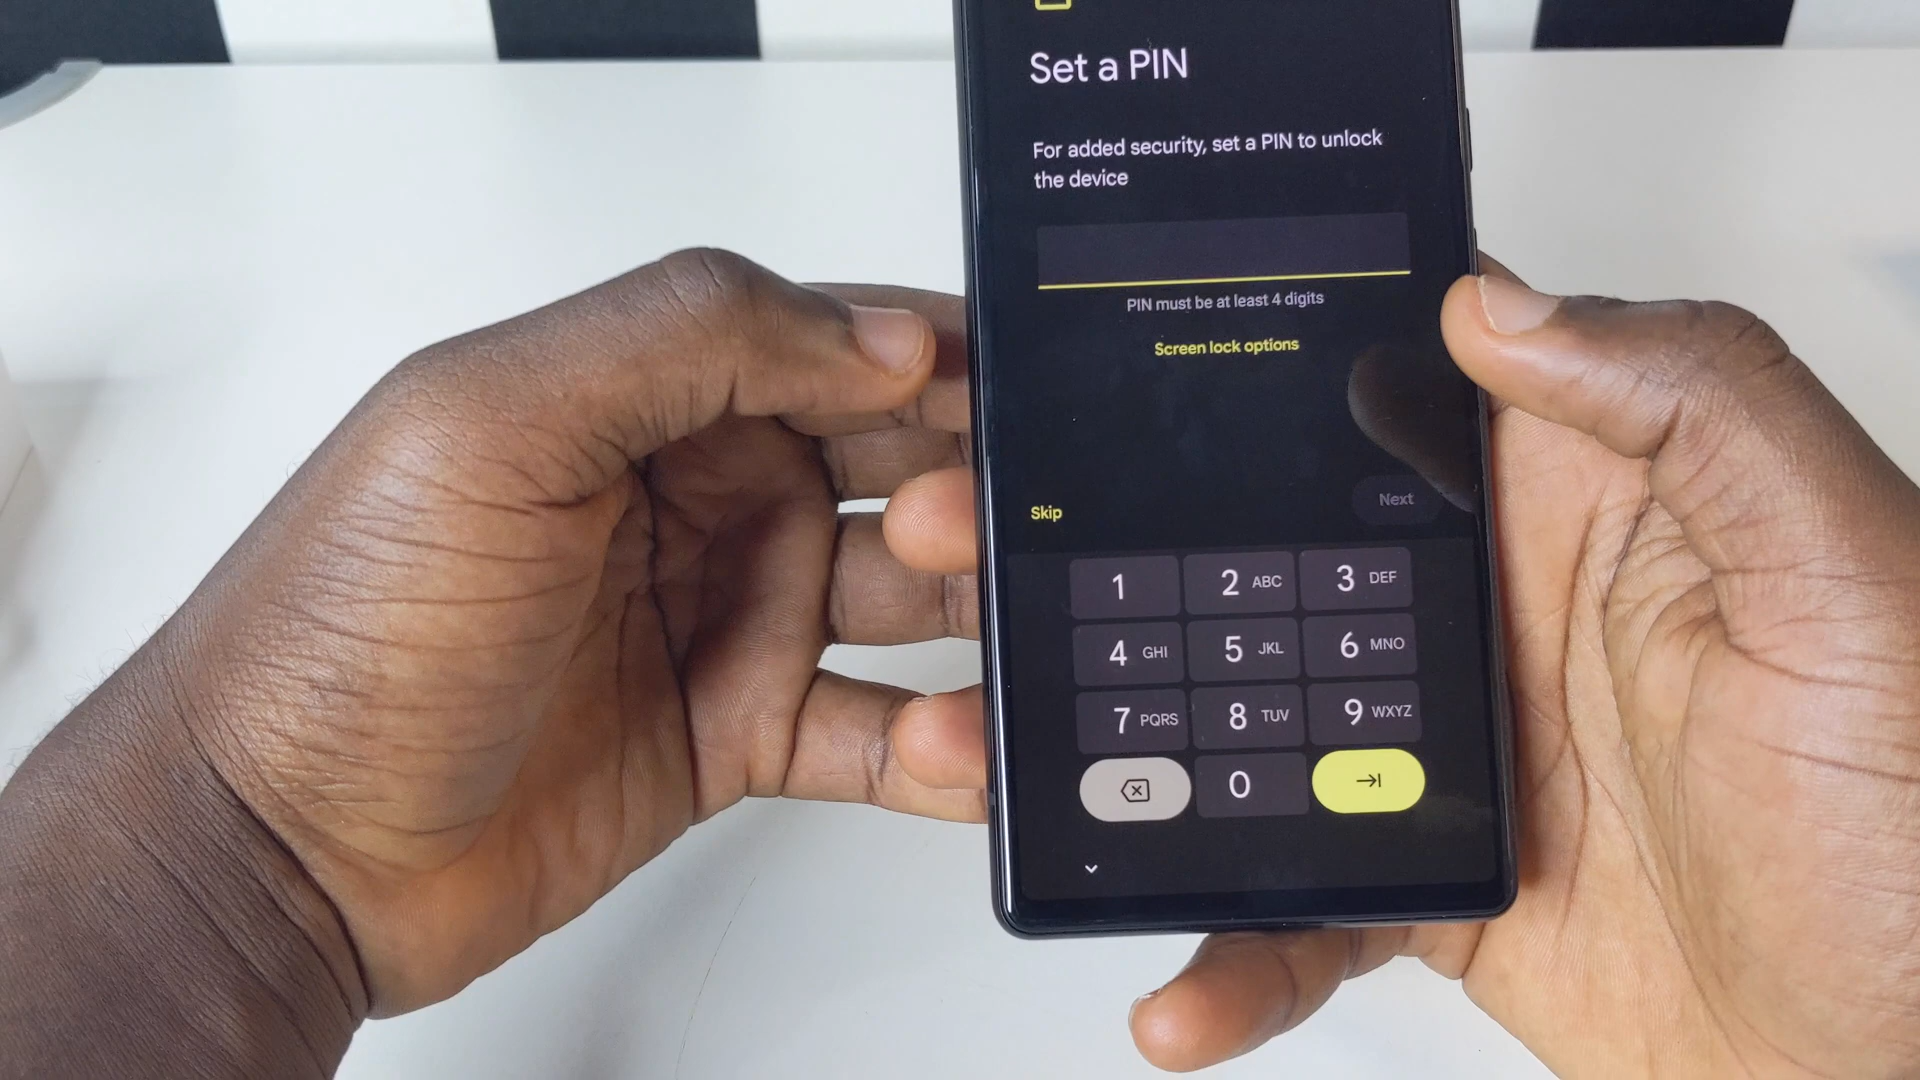 Set a PIN
For added security, set a PIN to unlock
the device
PIN must be at least 4 digits
Screen lock options
Skip
Next
1
2 ABC
3 DEF
4 GHI
5 JKL
6 MNO
7 PQRS
8 TUV
9 WXYZ
0